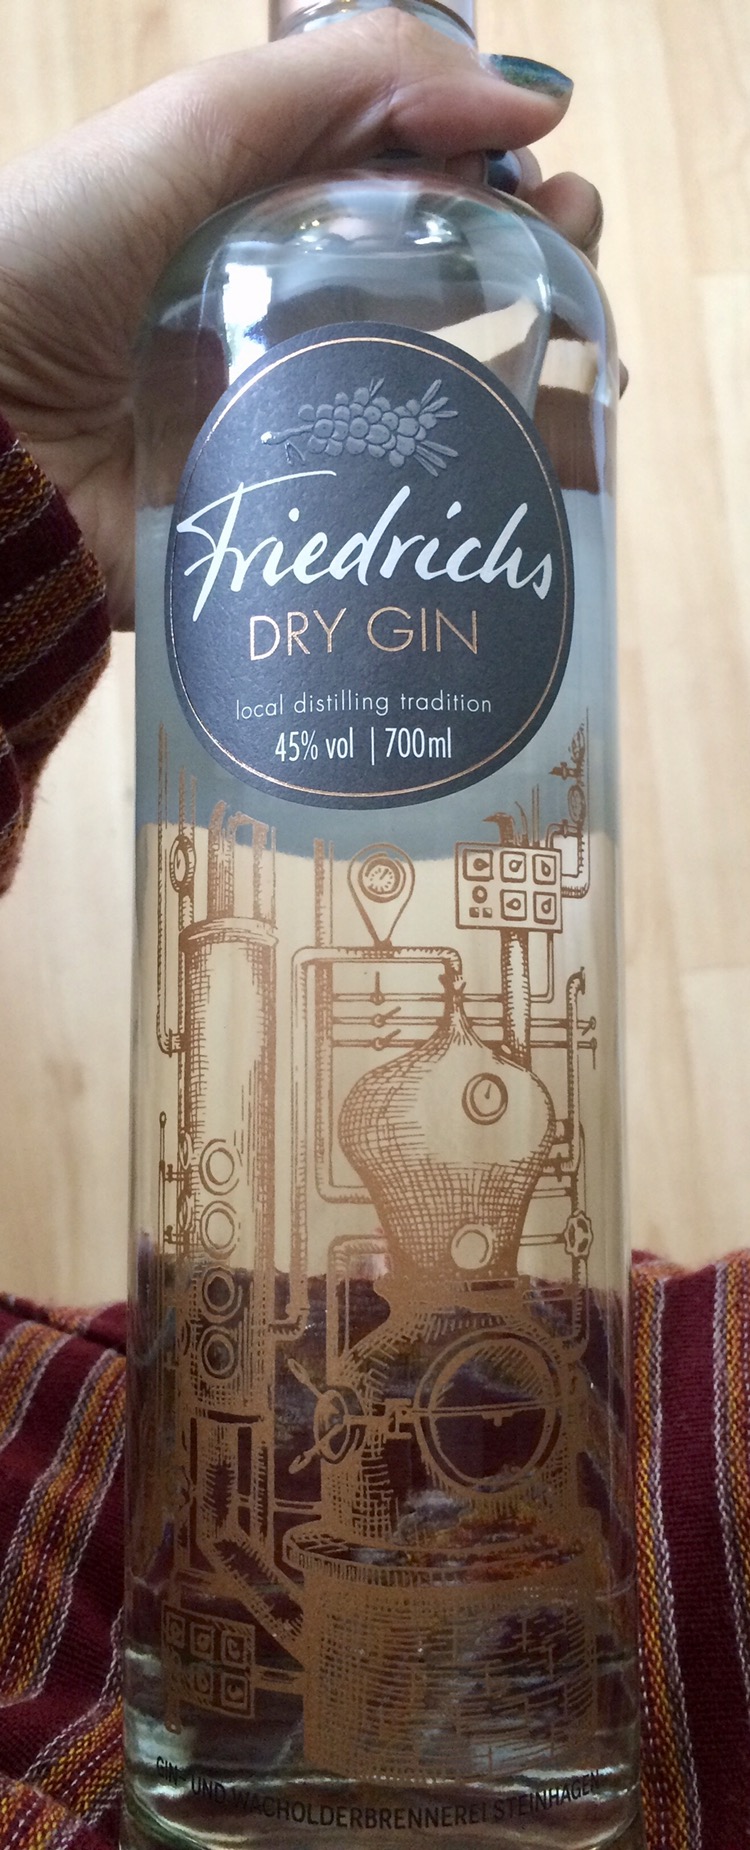 Friedrichs
DRY GIN
local distilling tradition
45% vol | 700ml
GIN- UND WACHOLDERBRENNEREI STEINHAGEN